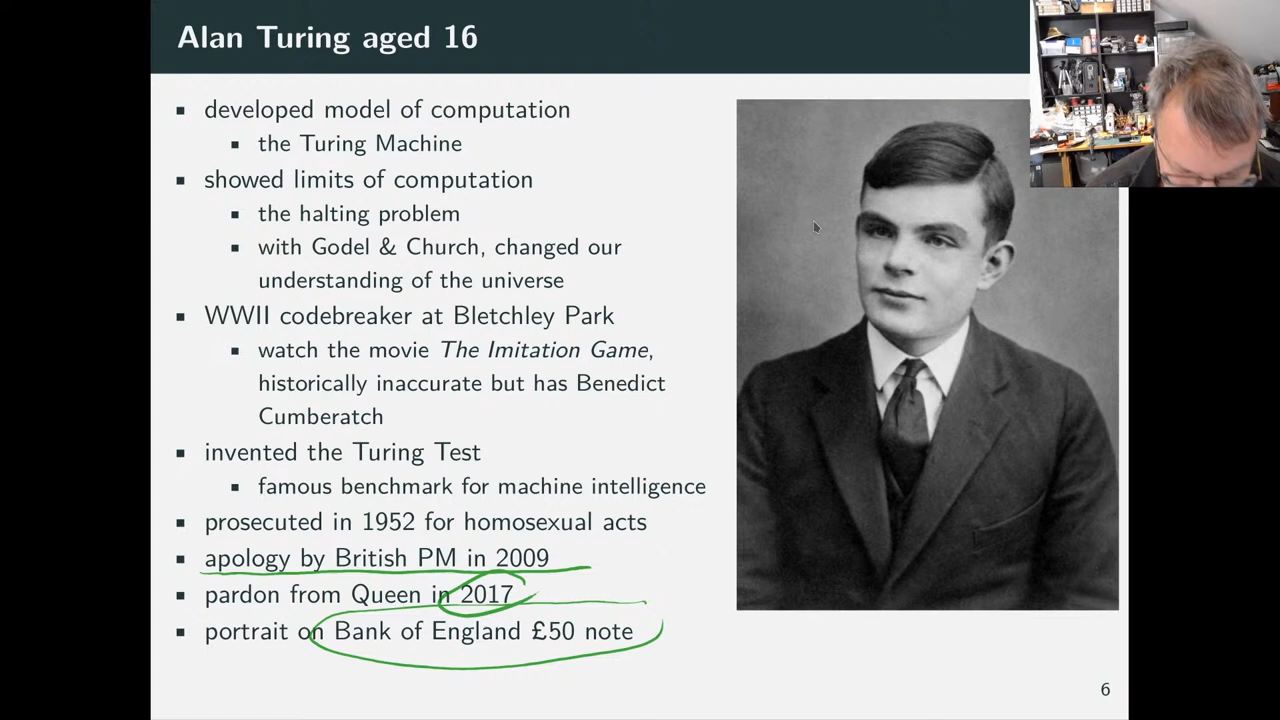 Alan Turing aged 16
▪ developed model of computation
▪ the Turing Machine
▪ showed limits of computation
▪ the halting problem
▪ with Godel & Church, changed our
understanding of the universe
▪ WWII codebreaker at Bletchley Park
▪ watch the movie The Imitation Game,
historically inaccurate but has Benedict
Cumberatch
▪ invented the Turing Test
▪ famous benchmark for machine intelligence
▪ prosecuted in 1952 for homosexual acts
▪ apology by British PM in 2009
▪ pardon from Queen in 2017
▪ portrait on Bank of England £50 note
6